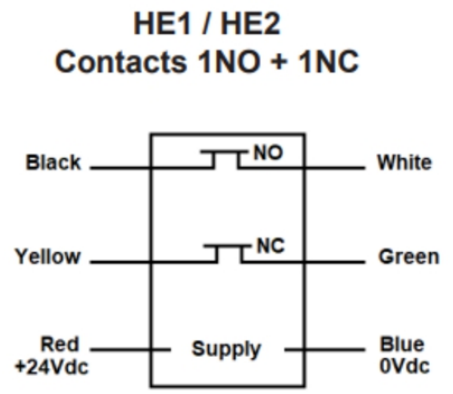 HE1 / HE2
Contacts 1NO + 1NC
Black NO White
Yellow NC Green
Red Supply Blue
+24Vdc 0Vdc